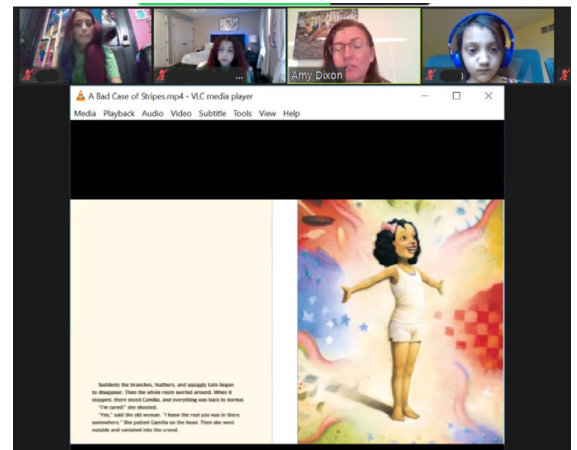 ...
Amy Dixon
A Bad Case of Stripes.mp4 - VLC media player
Media Playback Audio Video Subtitle Tools View Help
Suddenly the branches, feathers, and squiggly tails began
to disappear. Then the whole room swirled around. When it
stopped, there stood Camilla, and everything was back to normal.
"I'm cured!" she shouted.
"Yes," said the old woman. "I knew the real you was in there
somewhere." She patted Camilla on the head. Then she went
outside and vanished into the crowd.